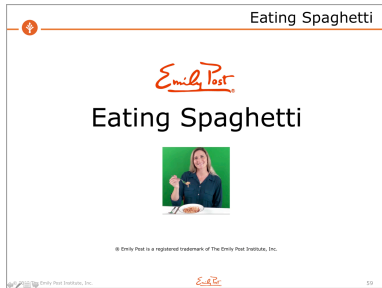 Eating Spaghetti
Emily Post
Eating Spaghetti
® Emily Post is a registered trademark of The Emily Post Institute, Inc.
The Emily Post Institute, Inc.
Emily Post
59